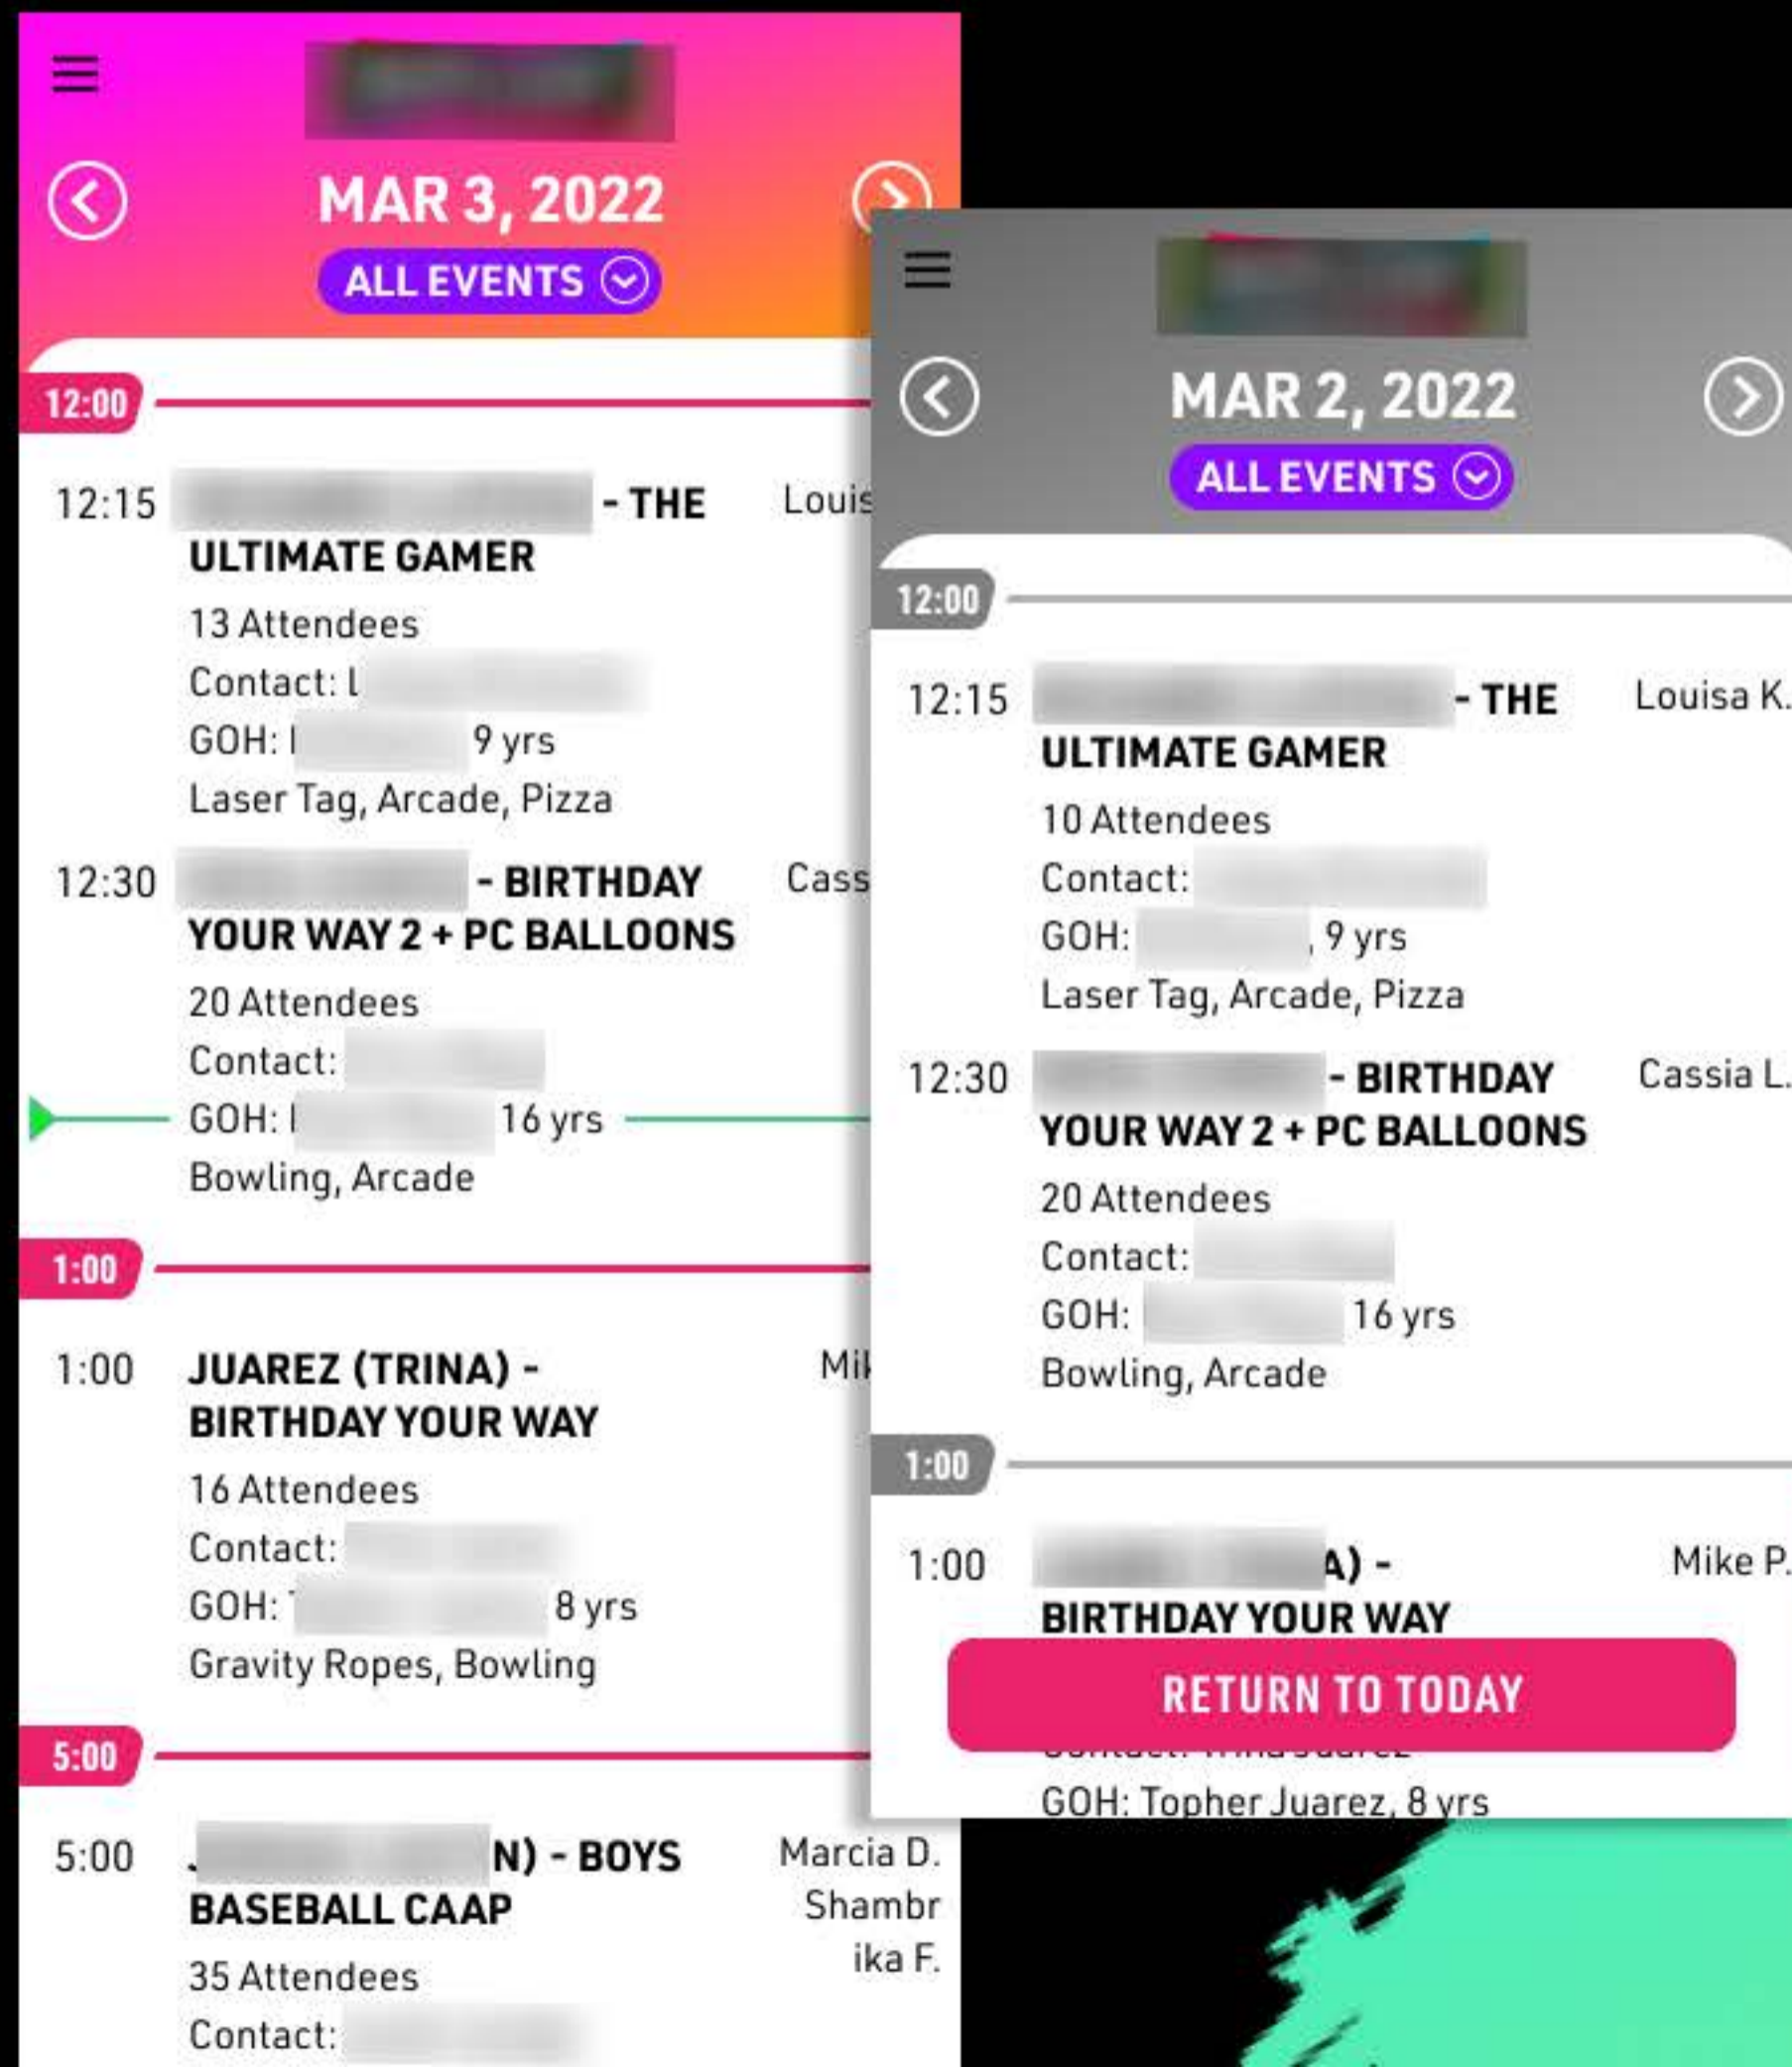 MAR 3, 2022
ALL EVENTS
12:00
12:15 - THE Louis
ULTIMATE GAMER
13 Attendees
Contact: L
GOH: 9 yrs
Laser Tag, Arcade, Pizza
12:30 - BIRTHDAY Cass
YOUR WAY 2 + PC BALLOONS
20 Attendees
Contact:
GOH: 16 yrs
Bowling, Arcade
1:00
1:00 JUAREZ (TRINA) - Mik
BIRTHDAY YOUR WAY
16 Attendees
Contact:
GOH: 8 yrs
Gravity Ropes, Bowling
5:00
5:00 N) - BOYS Marcia D.
BASEBALL CAAP Shambr
ika F.
35 Attendees
Contact:
MAR 2, 2022
ALL EVENTS
12:00
12:15 - THE Louisa K.
ULTIMATE GAMER
10 Attendees
Contact:
GOH: , 9 yrs
Laser Tag, Arcade, Pizza
12:30 - BIRTHDAY Cassia L.
YOUR WAY 2 + PC BALLOONS
20 Attendees
Contact:
GOH: 16 yrs
Bowling, Arcade
1:00
1:00 A) - Mike P.
BIRTHDAY YOUR WAY
RETURN TO TODAY
GOH: Topher Juarez, 8 yrs